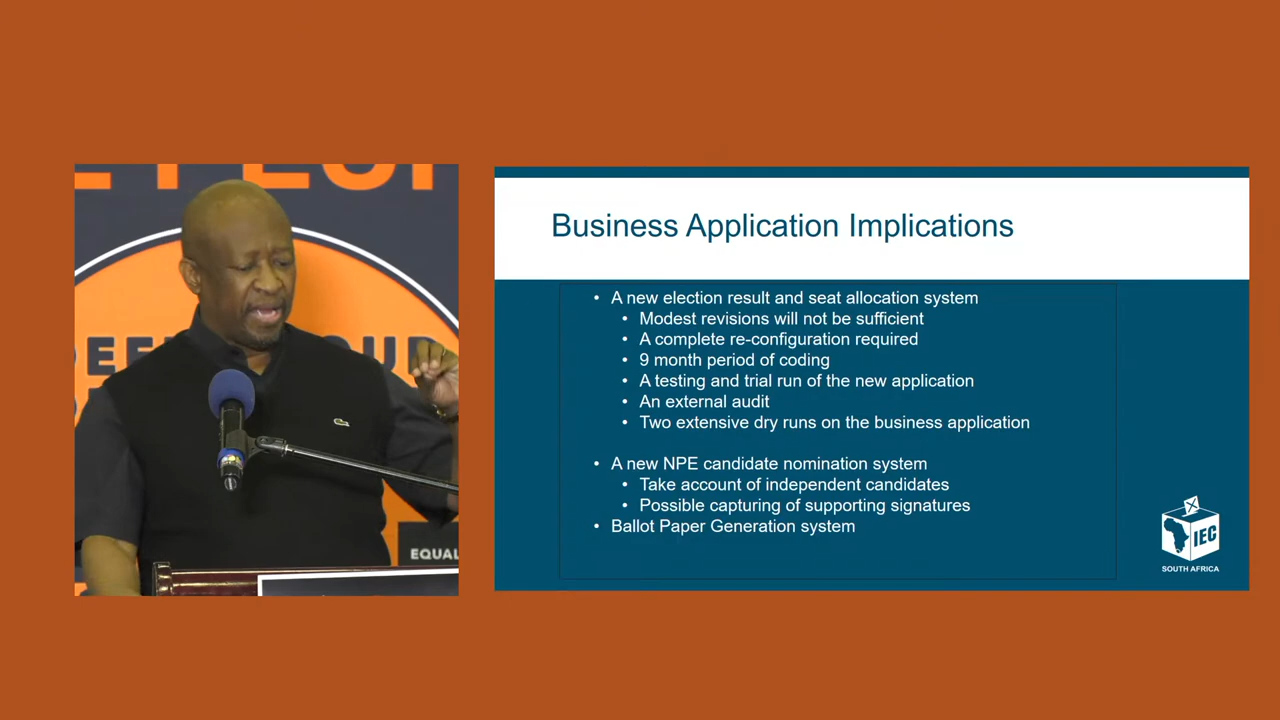 DEF OUR
EQUAL
Business Application Implications
• A new election result and seat allocation system
• Modest revisions will not be sufficient
• A complete re-configuration required
• 9 month period of coding
• A testing and trial run of the new application
• An external audit
• Two extensive dry runs on the business application
• A new NPE candidate nomination system
• Take account of independent candidates
• Possible capturing of supporting signatures
• Ballot Paper Generation system
IEC
SOUTH AFRICA